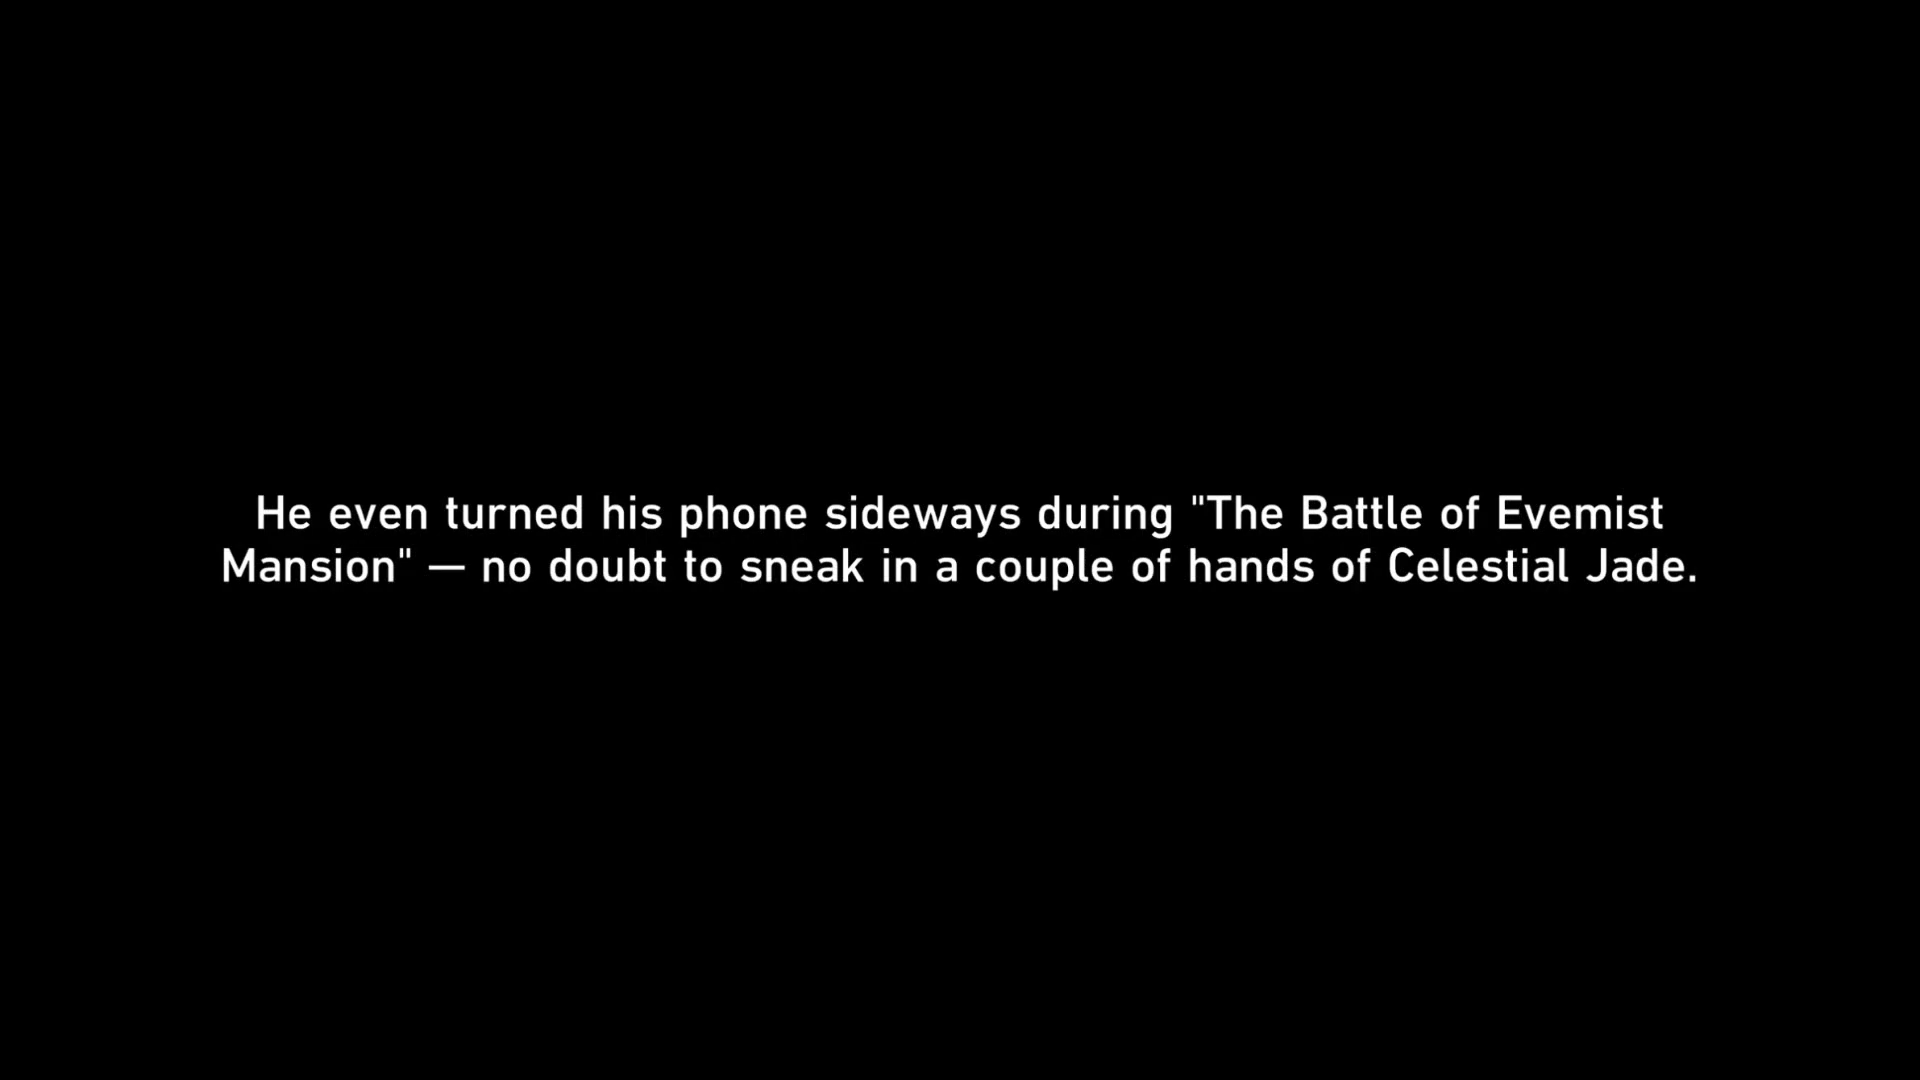 He even turned his phone sideways during "The Battle of Evemist
Mansion" — no doubt to sneak in a couple of hands of Celestial Jade.